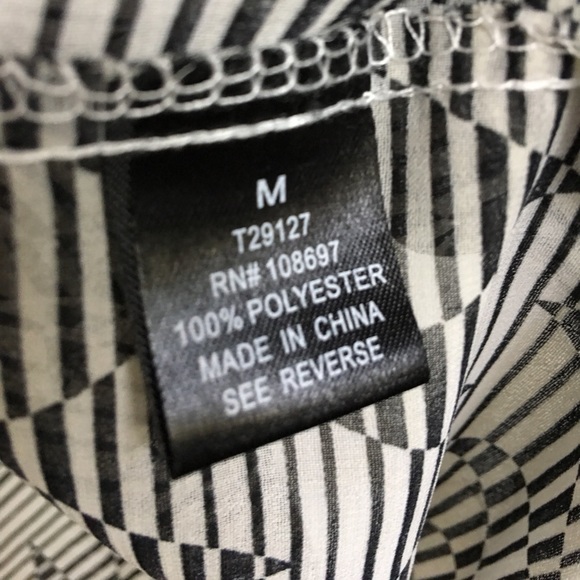 M
T29127
RN# 108697
100% POLYESTER
MADE IN CHINA
SEE REVERSE